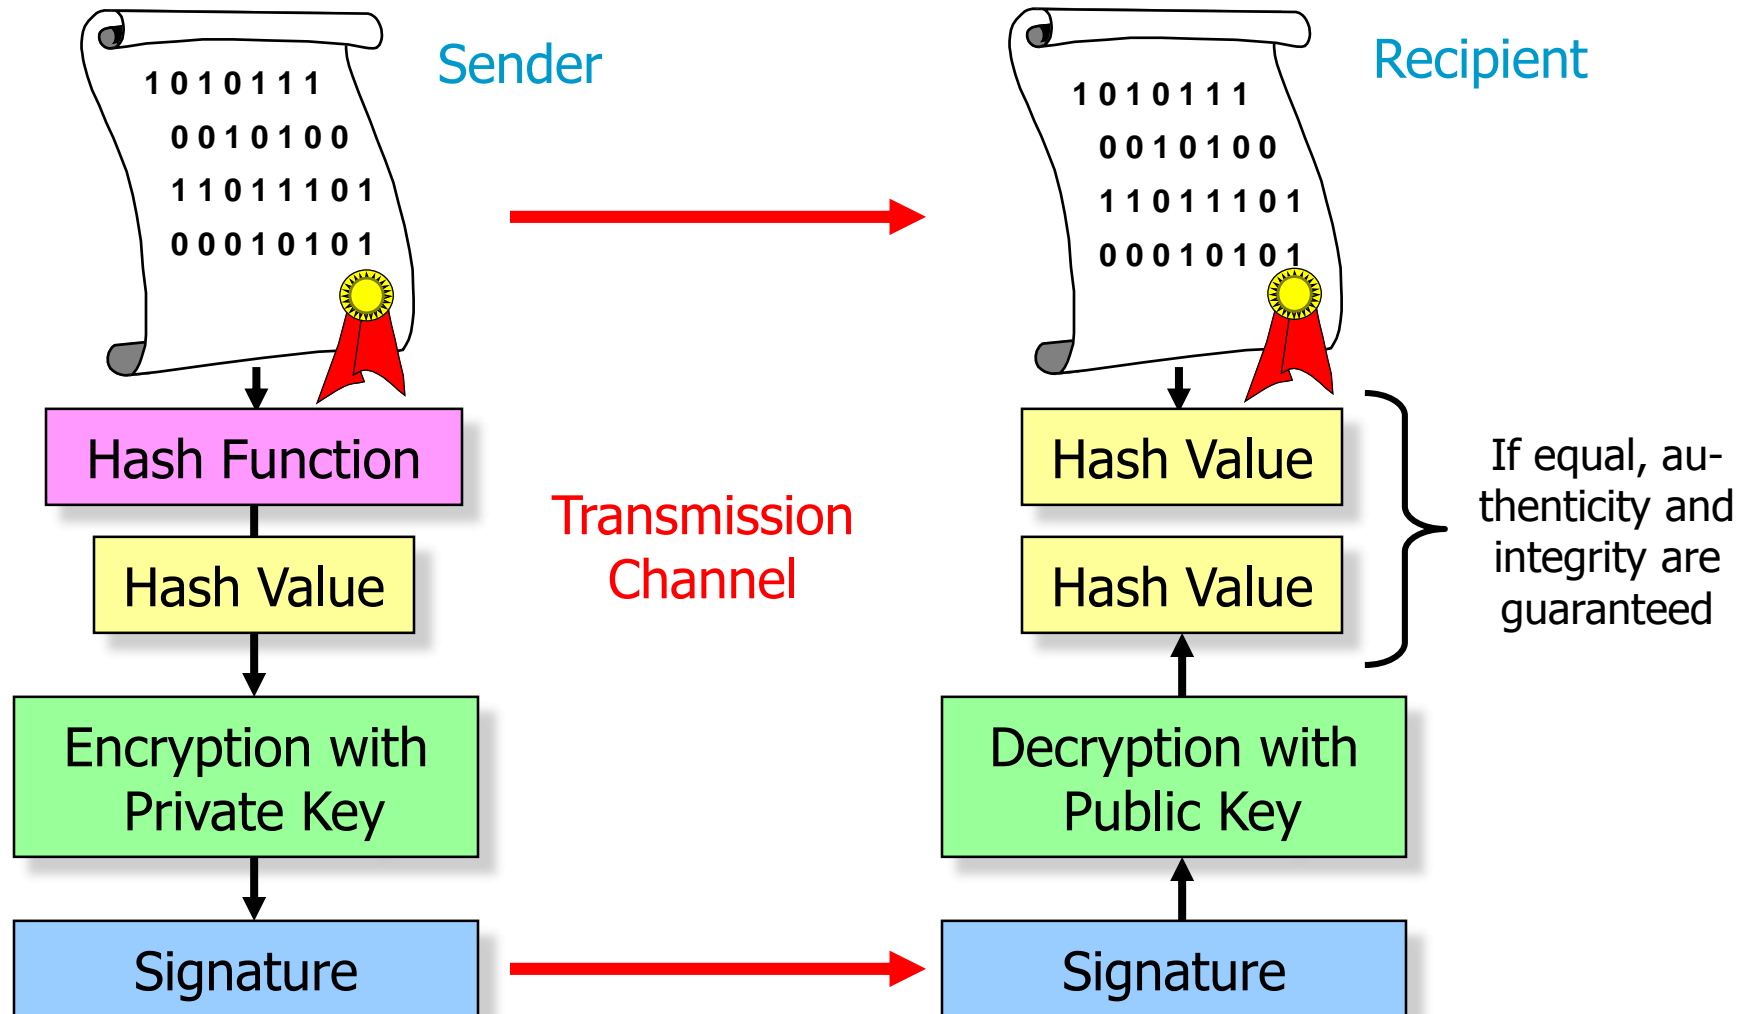 Sender
1 0 1 0 1 1 1
0 0 1 0 1 0 0
1 1 0 1 1 1 0 1
0 0 0 1 0 1 0 1
Hash Function
Hash Value
Encryption with
Private Key
Signature
Transmission
Channel
Recipient
1 0 1 0 1 1 1
0 0 1 0 1 0 0
1 1 0 1 1 1 0 1
0 0 0 1 0 1 0 1
Hash Value
Hash Value
Decryption with
Public Key
Signature
If equal, au-
thenticity and
integrity are
guaranteed